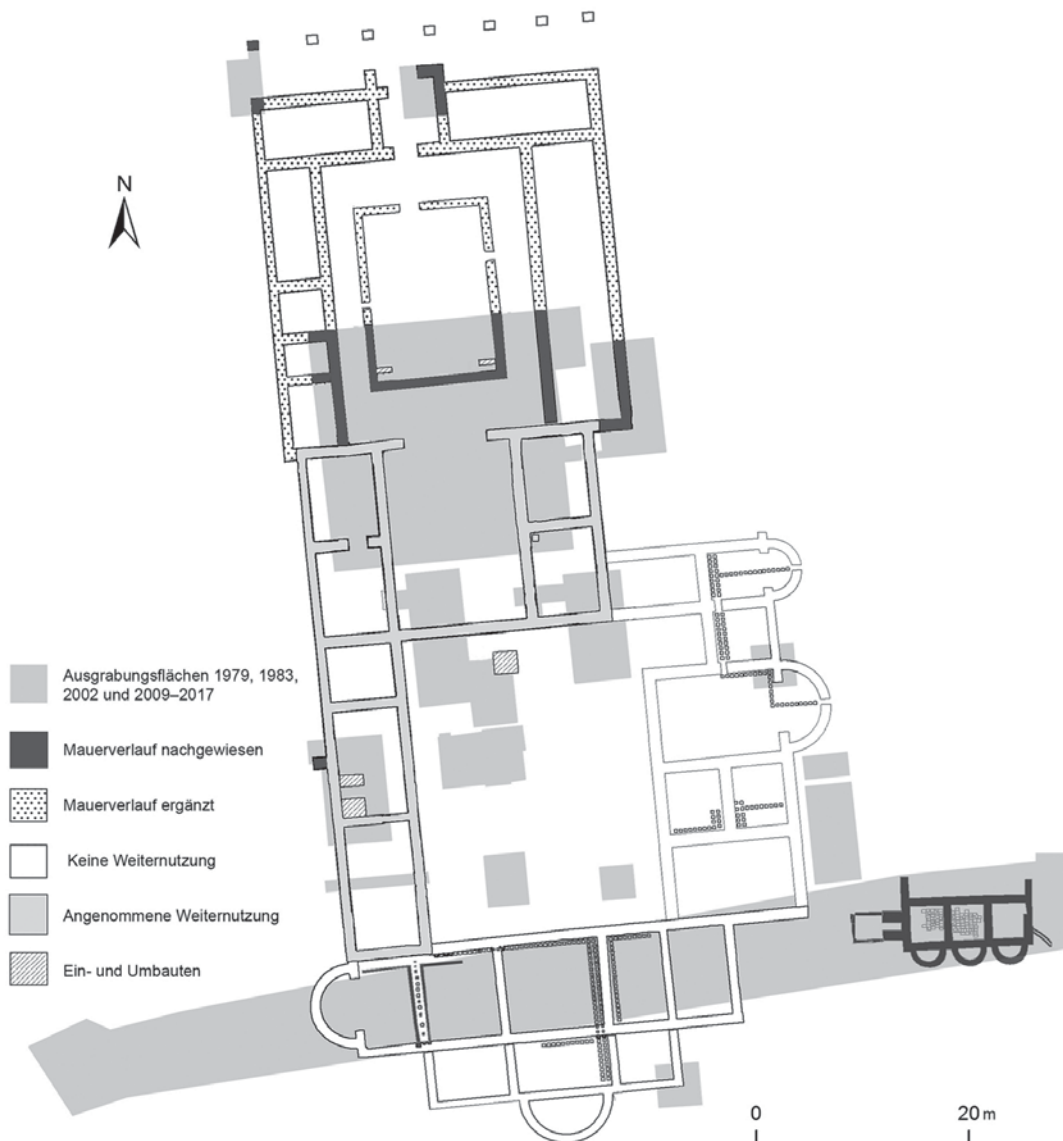 N
Ausgrabungsflächen 1979, 1983,
2002 und 2009–2017
Mauerverlauf nachgewiesen
Mauerverlauf ergänzt
Keine Weiternutzung
Angenommene Weiternutzung
Ein- und Umbauten
0 20 m